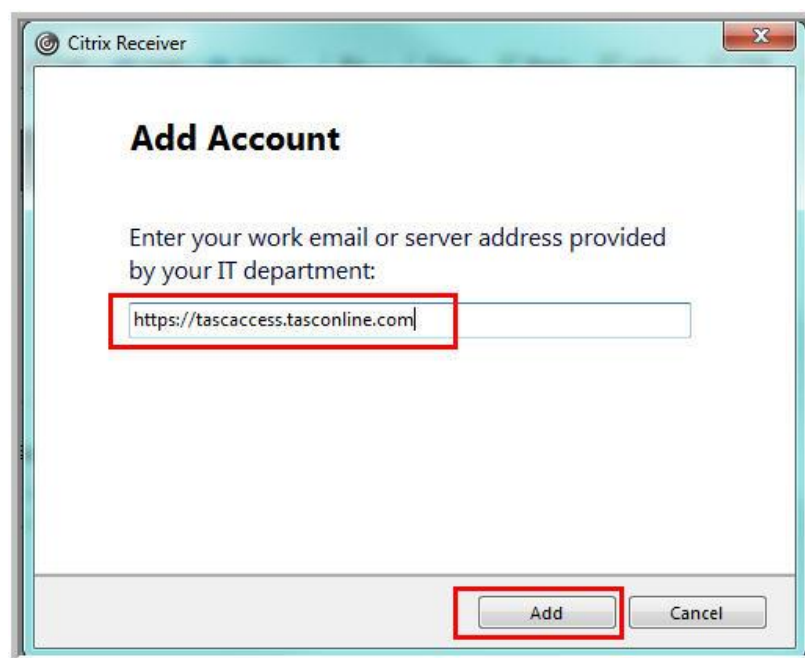 Citrix Receiver
Add Account
Enter your work email or server address provided
by your IT department:
https://tascaccess.tasconline.com
Add Cancel